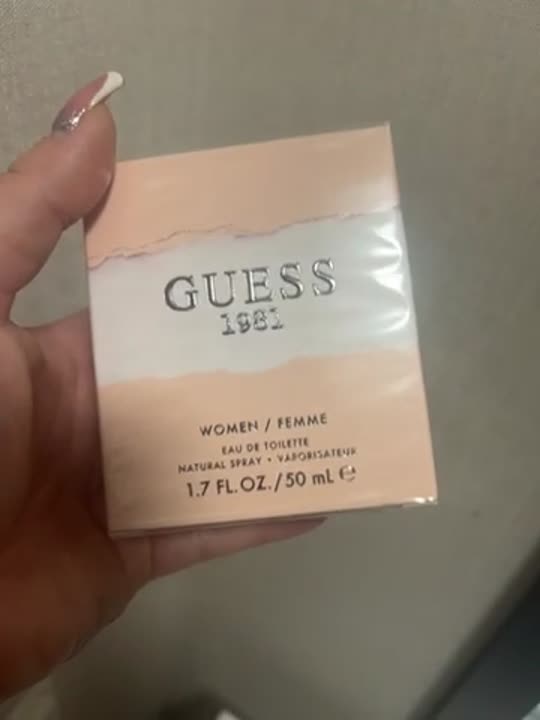 GUESS
1981
WOMEN / FEMME
EAU DE TOILETTE
NATURAL SPRAY • VAPORISATEUR
1.7 FL.OZ./50 mL ℮